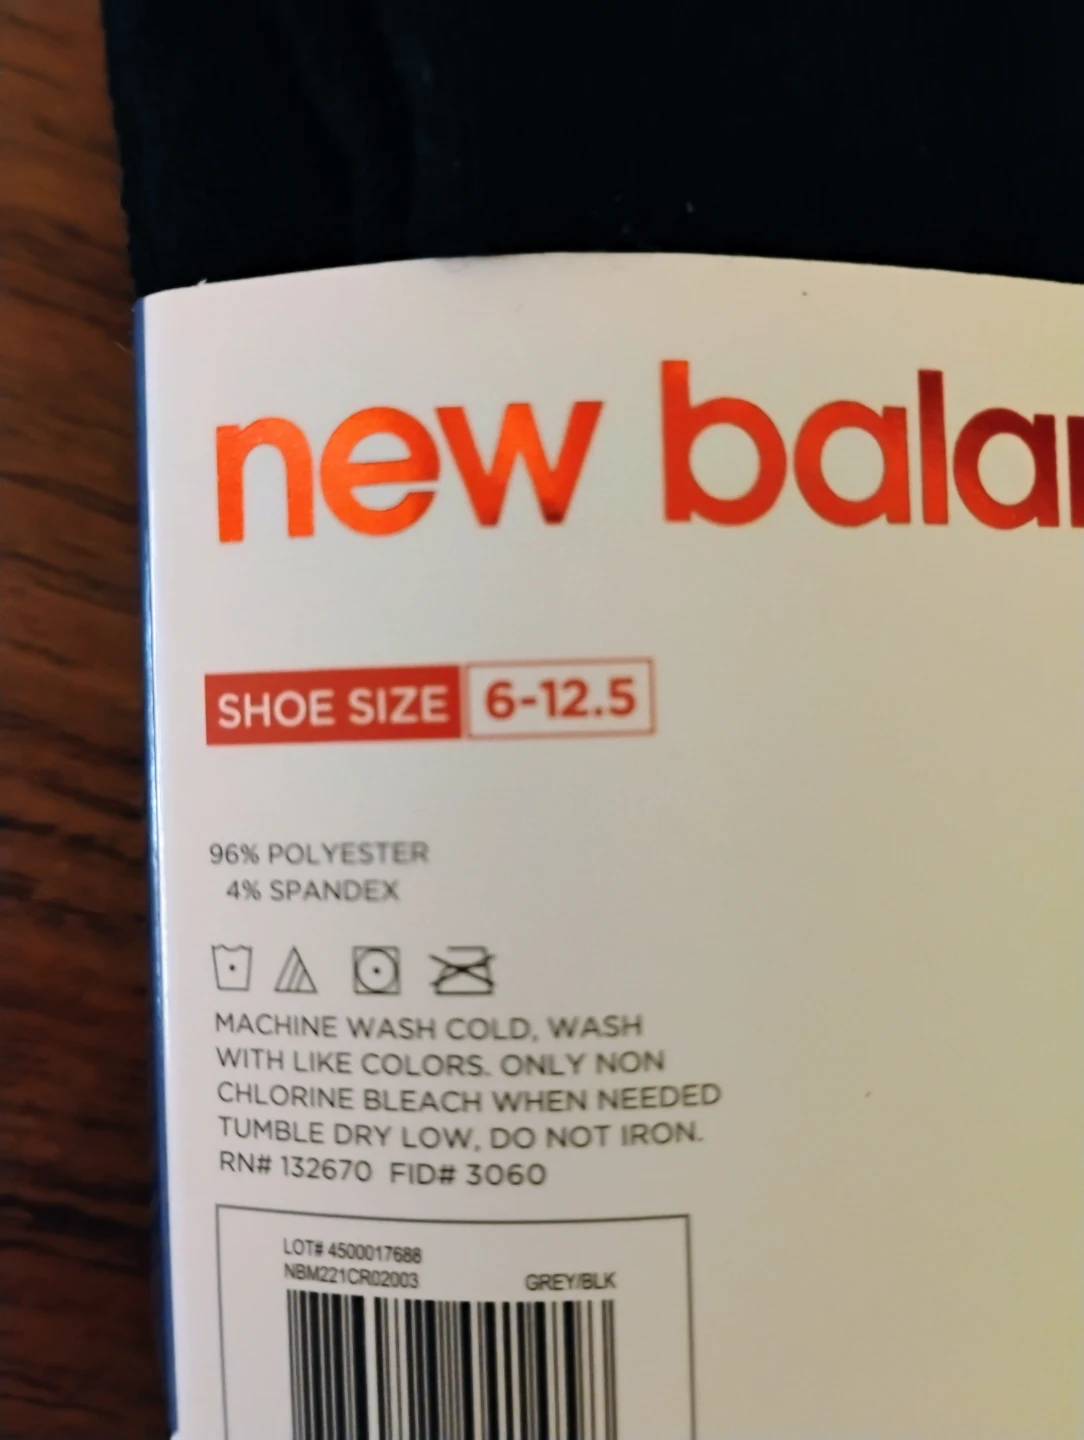 new balan
SHOE SIZE 6-12.5
96% POLYESTER
4% SPANDEX
MACHINE WASH COLD, WASH
WITH LIKE COLORS. ONLY NON
CHLORINE BLEACH WHEN NEEDED
TUMBLE DRY LOW, DO NOT IRON.
RN# 132670 FID# 3060
LOT# 4500017688
NBM221CR02003 GREY/BLK